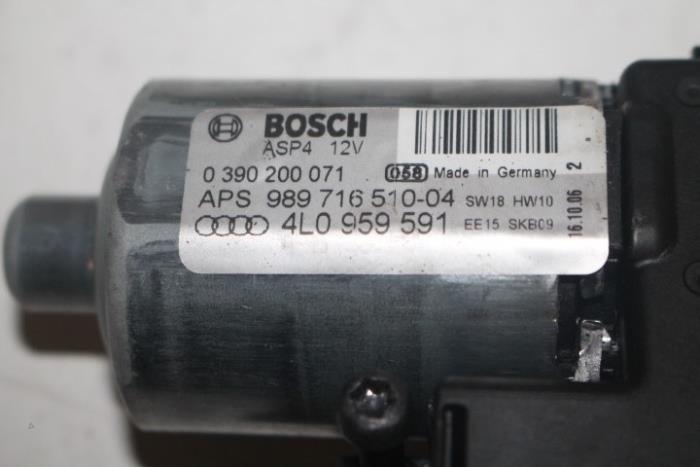 BOSCH
ASP4 12V
0 390 200 071 058 Made in Germany
APS 989 716 510-04 SW18 HW10
4L0 959 591 EE15 SKB09
16.10.06 2